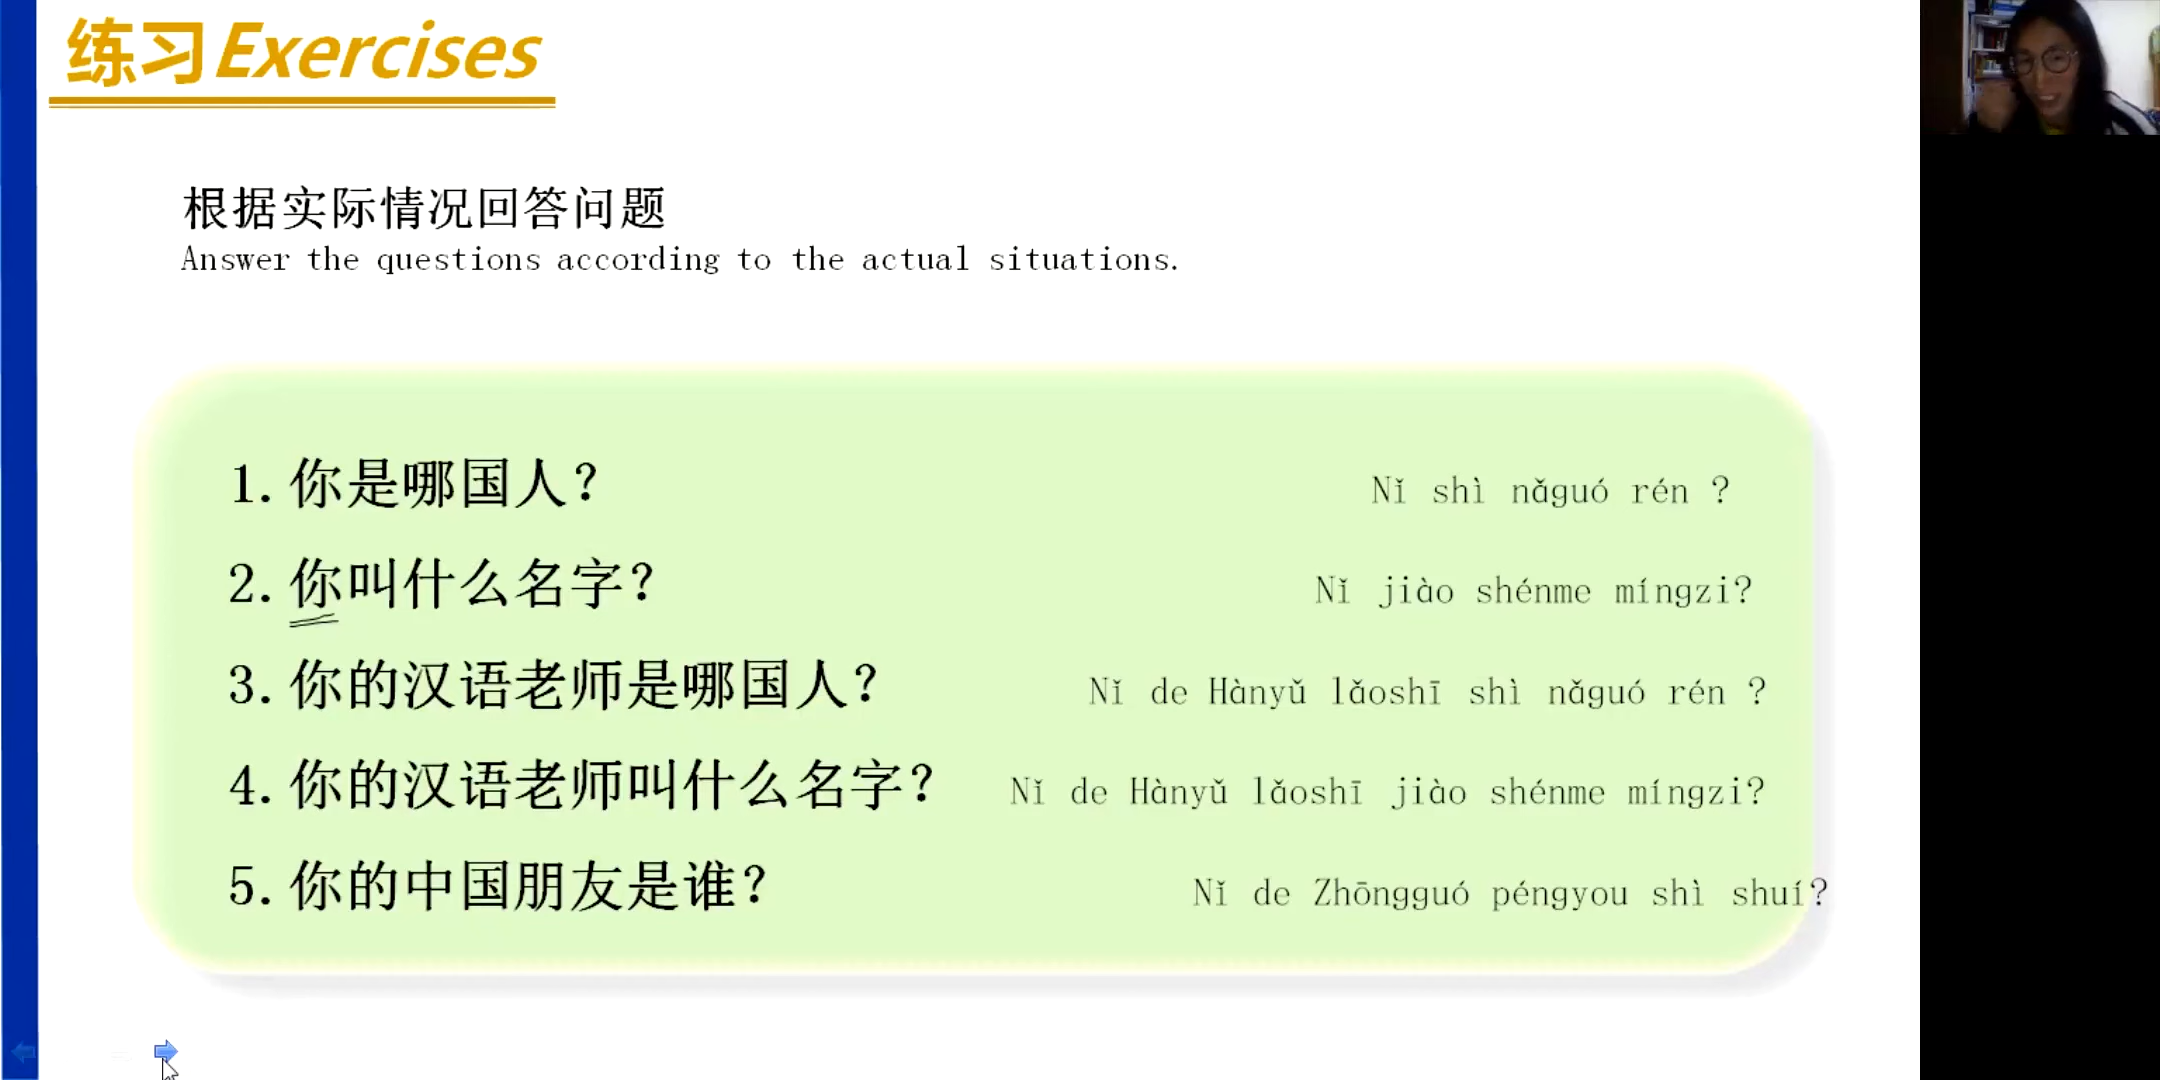 练习Exercises
根据实际情况回答问题
Answer the questions according to the actual situations.
1. 你是哪国人? Nǐ shì nǎguó rén ?
2. 你叫什么名字? Nǐ jiào shénme míngzi?
3. 你的汉语老师是哪国人? Nǐ de Hànyǔ lǎoshī shì nǎguó rén ?
4. 你的汉语老师叫什么名字? Nǐ de Hànyǔ lǎoshī jiào shénme míngzi?
5. 你的中国朋友是谁? Nǐ de Zhōngguó péngyou shì shuí?